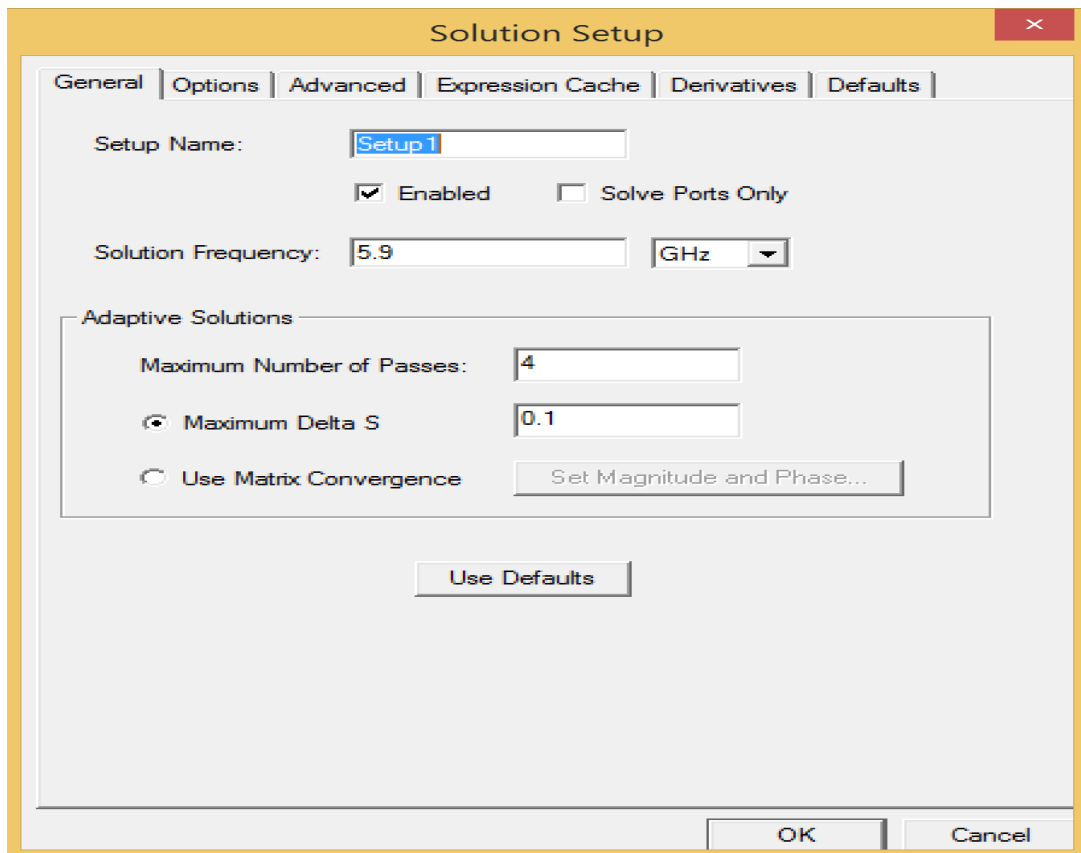 Solution Setup
General Options Advanced Expression Cache Derivatives Defaults
Setup Name: Setup1
Enabled Solve Ports Only
Solution Frequency: 5.9 GHz
Adaptive Solutions
Maximum Number of Passes: 4
Maximum Delta S 0.1
Use Matrix Convergence Set Magnitude and Phase...
Use Defaults
OK Cancel